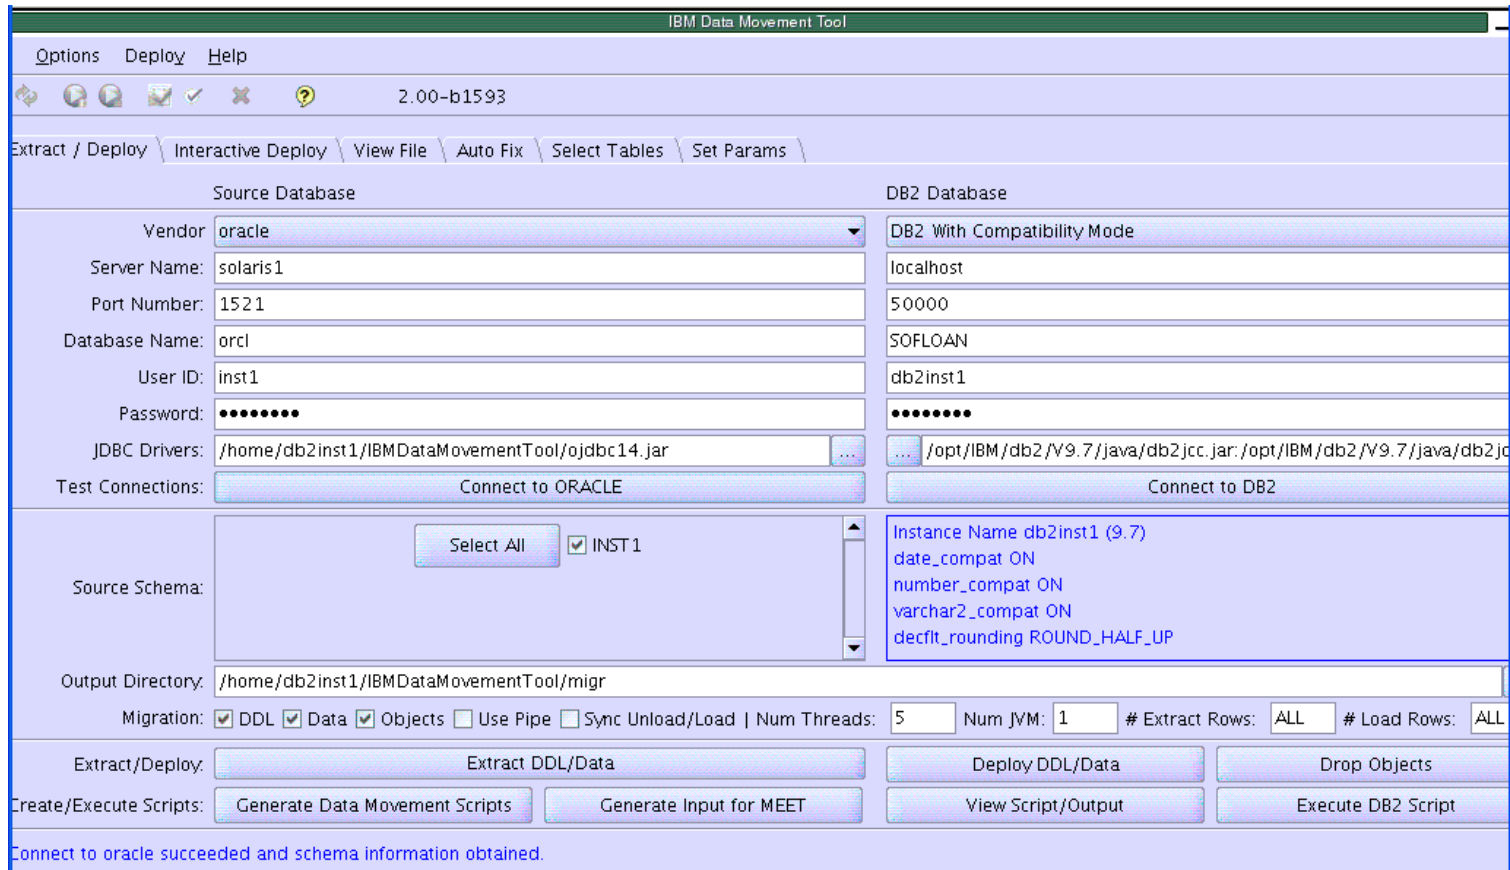 IBM Data Movement Tool
Options Deploy Help
2.00-b1593
Extract / Deploy Interactive Deploy View File Auto Fix Select Tables Set Params
Source Database DB2 Database
Vendor oracle DB2 With Compatibility Mode
Server Name: solaris1 localhost
Port Number: 1521 50000
Database Name: orcl SOFLOAN
User ID: inst1 db2inst1
Password: •••••••• ••••••••
JDBC Drivers: /home/db2inst1/IBMDataMovementTool/ojdbc14.jar ... ... /opt/IBM/db2/V9.7/java/db2jcc.jar:/opt/IBM/db2/V9.7/java/db2jc
Test Connections: Connect to ORACLE Connect to DB2
Source Schema: Select All INST1
Instance Name db2inst1 (9.7)
date_compat ON
number_compat ON
varchar2_compat ON
decflt_rounding ROUND_HALF_UP
Output Directory: /home/db2inst1/IBMDataMovementTool/migr
Migration: DDL Data Objects Use Pipe Sync Unload/Load | Num Threads: 5 Num JVM: 1 # Extract Rows: ALL # Load Rows: ALL
Extract/Deploy: Extract DDL/Data Deploy DDL/Data Drop Objects
Create/Execute Scripts: Generate Data Movement Scripts Generate Input for MEET View Script/Output Execute DB2 Script
Connect to oracle succeeded and schema information obtained.